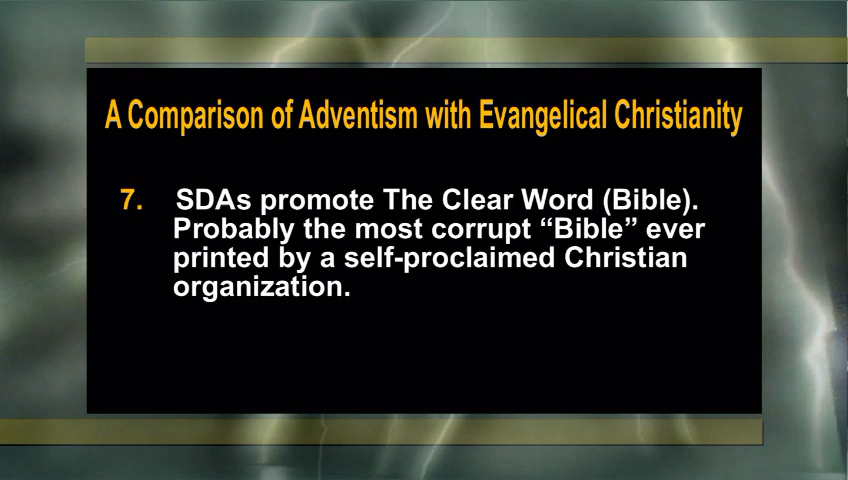 A Comparison of Adventism with Evangelical Christianity
7. SDAs promote The Clear Word (Bible).
Probably the most corrupt “Bible” ever
printed by a self-proclaimed Christian
organization.